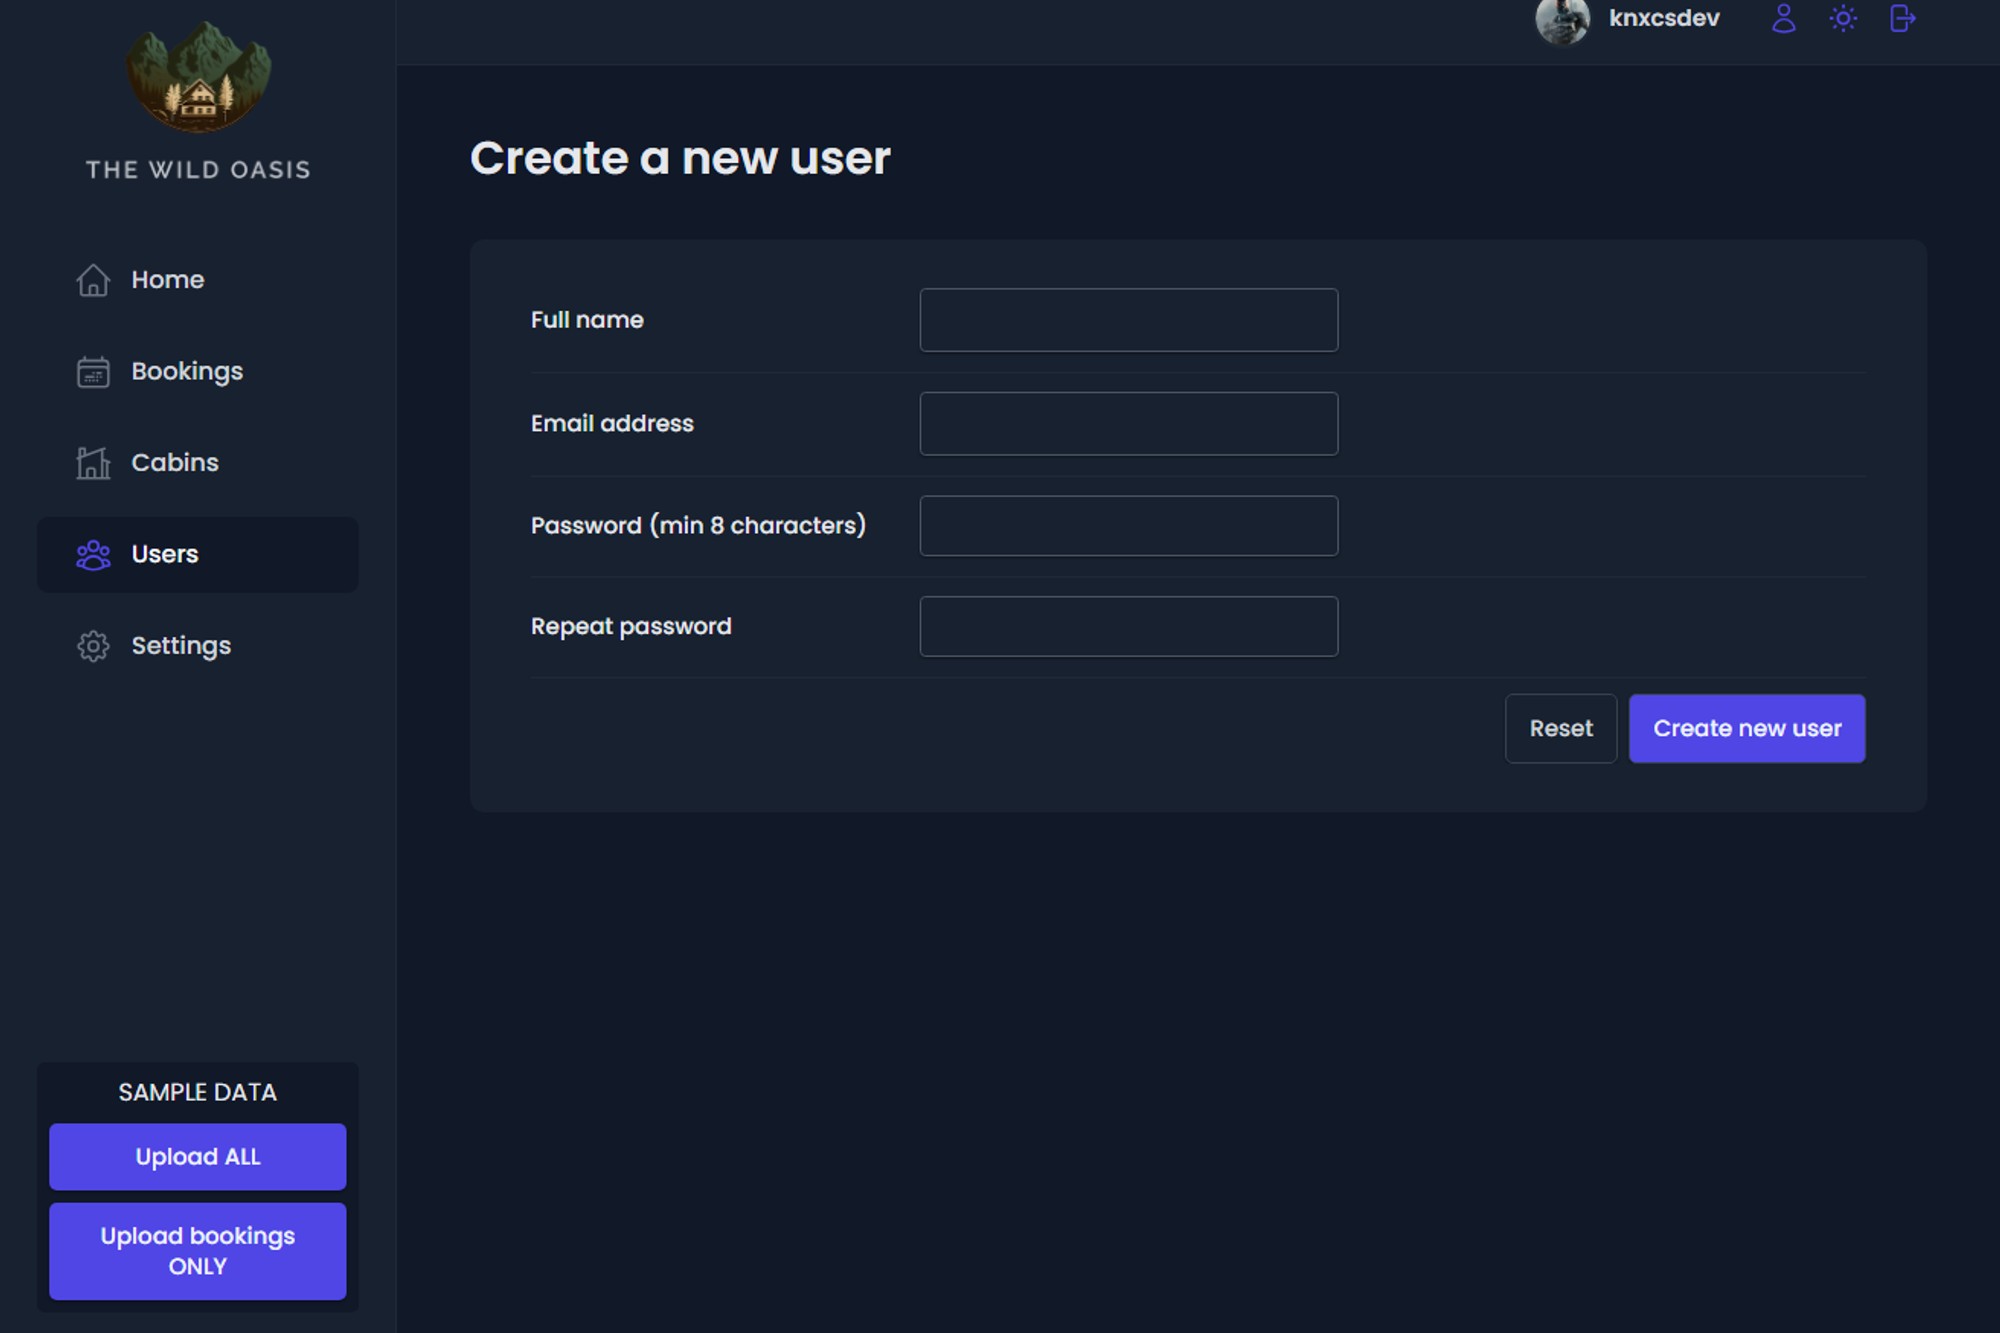 THE WILD OASIS
Home
Bookings
Cabins
Users
Settings
SAMPLE DATA
Upload ALL
Upload bookings
ONLY
knxcsdev
Create a new user
Full name
Email address
Password (min 8 characters)
Repeat password
Reset
Create new user